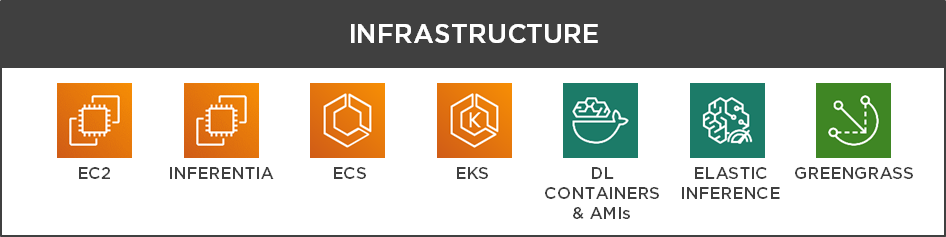 INFRASTRUCTURE
K
EC2
INFERENTIA
ECS
EKS
DL
CONTAINERS
& AMIs
ELASTIC
INFERENCE
GREENGRASS